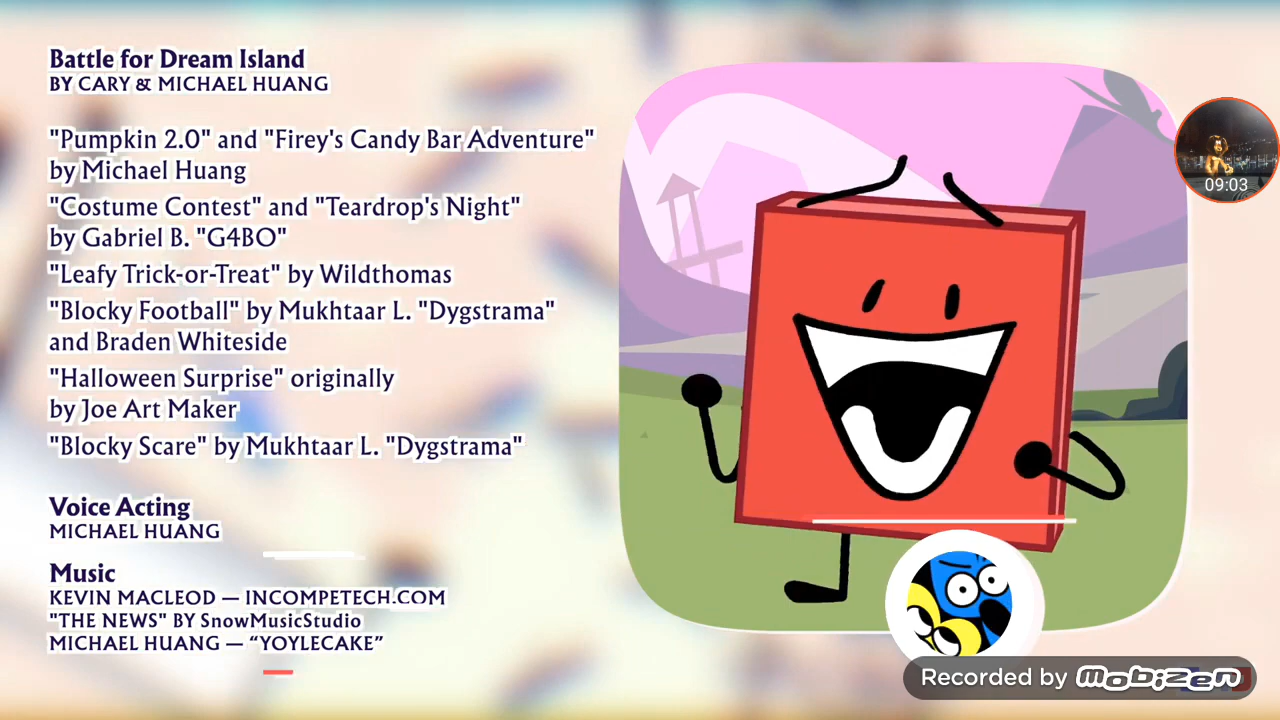 Battle for Dream Island
BY CARY & MICHAEL HUANG
"Pumpkin 2.0" and "Firey's Candy Bar Adventure"
by Michael Huang
"Costume Contest" and "Teardrop's Night"
by Gabriel B. "G4BO"
"Leafy Trick-or-Treat" by Wildthomas
"Blocky Football" by Mukhtaar L. "Dygstrama"
and Braden Whiteside
"Halloween Surprise" originally
by Joe Art Maker
"Blocky Scare" by Mukhtaar L. "Dygstrama"
Voice Acting
MICHAEL HUANG
Music
KEVIN MACLEOD — INCOMPETECH.COM
"THE NEWS" BY SnowMusicStudio
MICHAEL HUANG — “YOYLECAKE”
09:03
Recorded by mobizen